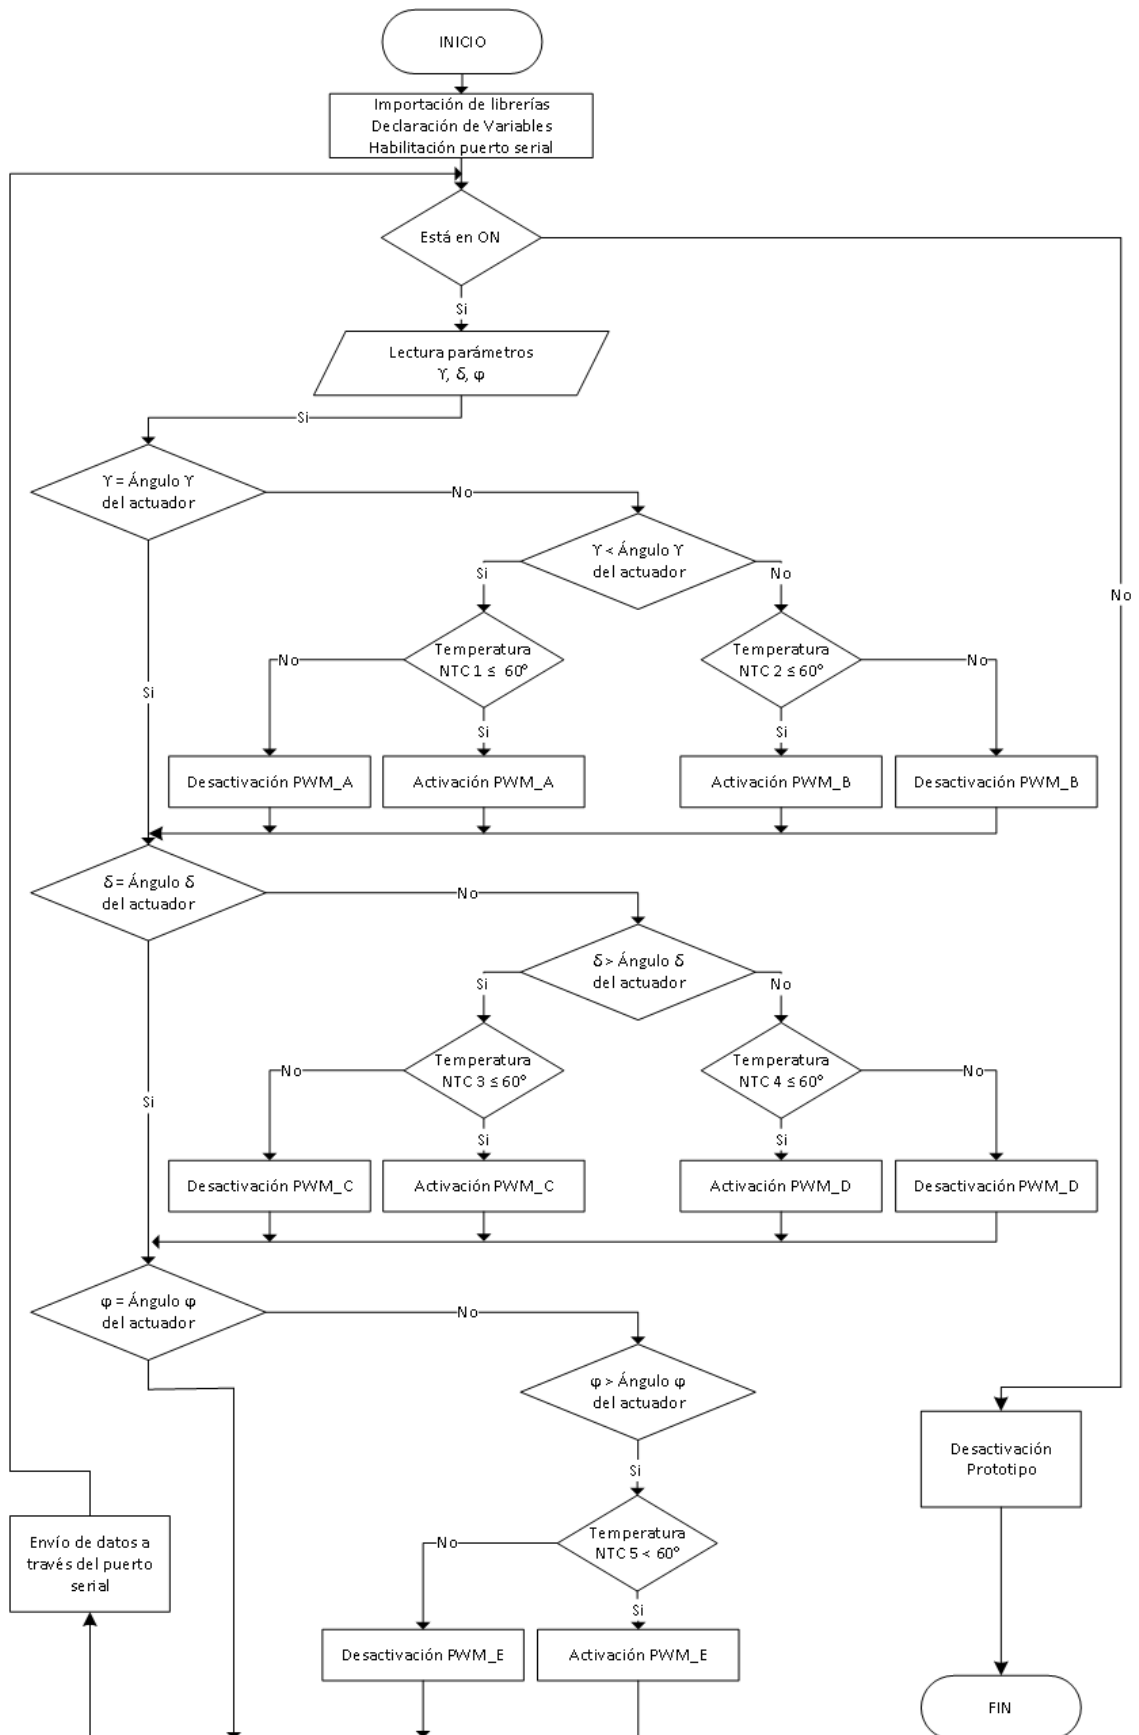 INICIO
Importación de librerías
Declaración de Variables
Habilitación puerto serial
Está en ON
Si
Lectura parámetros
ϒ, δ, φ
Si
ϒ = Ángulo ϒ
del actuador
No
ϒ < Ángulo ϒ
del actuador
Si
No
No
Temperatura
NTC 1 ≤ 60°
No
Temperatura
NTC 2 ≤ 60°
No
Si
Si
Si
Desactivación PWM_A
Activación PWM_A
Activación PWM_B
Desactivación PWM_B
δ = Ángulo δ
del actuador
No
δ > Ángulo δ
del actuador
Si
No
Temperatura
NTC 3 ≤ 60°
No
Temperatura
NTC 4 ≤ 60°
No
Si
Si
Si
Desactivación PWM_C
Activación PWM_C
Activación PWM_D
Desactivación PWM_D
φ = Ángulo φ
del actuador
No
φ > Ángulo φ
del actuador
Si
Desactivación
Prototipo
Envío de datos a
través del puerto
serial
No
Temperatura
NTC 5 < 60°
Si
Desactivación PWM_E
Activación PWM_E
FIN